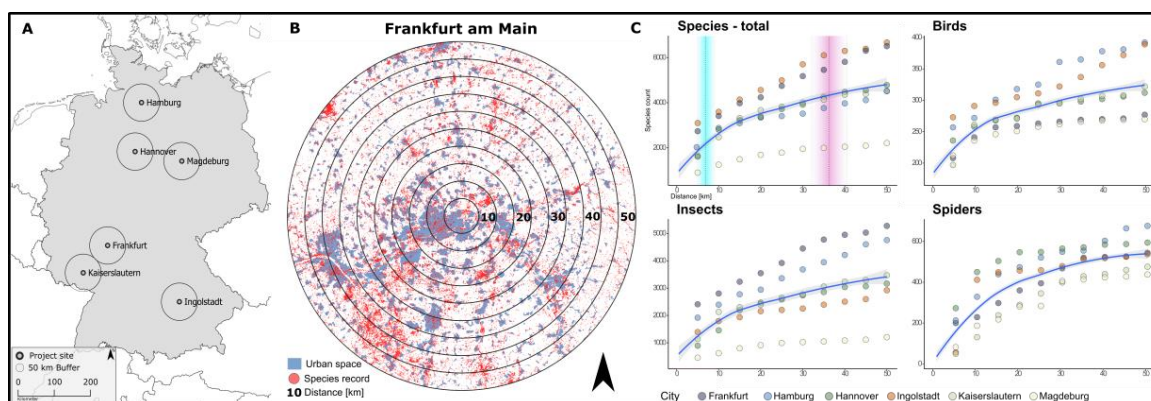 A
Hamburg
Hannover
Magdeburg
Frankfurt
Kaiserslautern
Ingolstadt
Project site
50 km Buffer
0 100 200
B
Frankfurt am Main
10 20 30 40 50
Urban space
Species record
10 Distance [km]
C
Species - total
Species count
6000
4000
2000
0 10 20 30 40 50
Distance [km]
Birds
400
350
300
250
200
0 10 20 30 40 50
Insects
5000
4000
3000
2000
1000
0 10 20 30 40 50
Spiders
600
400
200
0
0 10 20 30 40 50
City Frankfurt Hamburg Hannover Ingolstadt Kaiserslautern Magdeburg